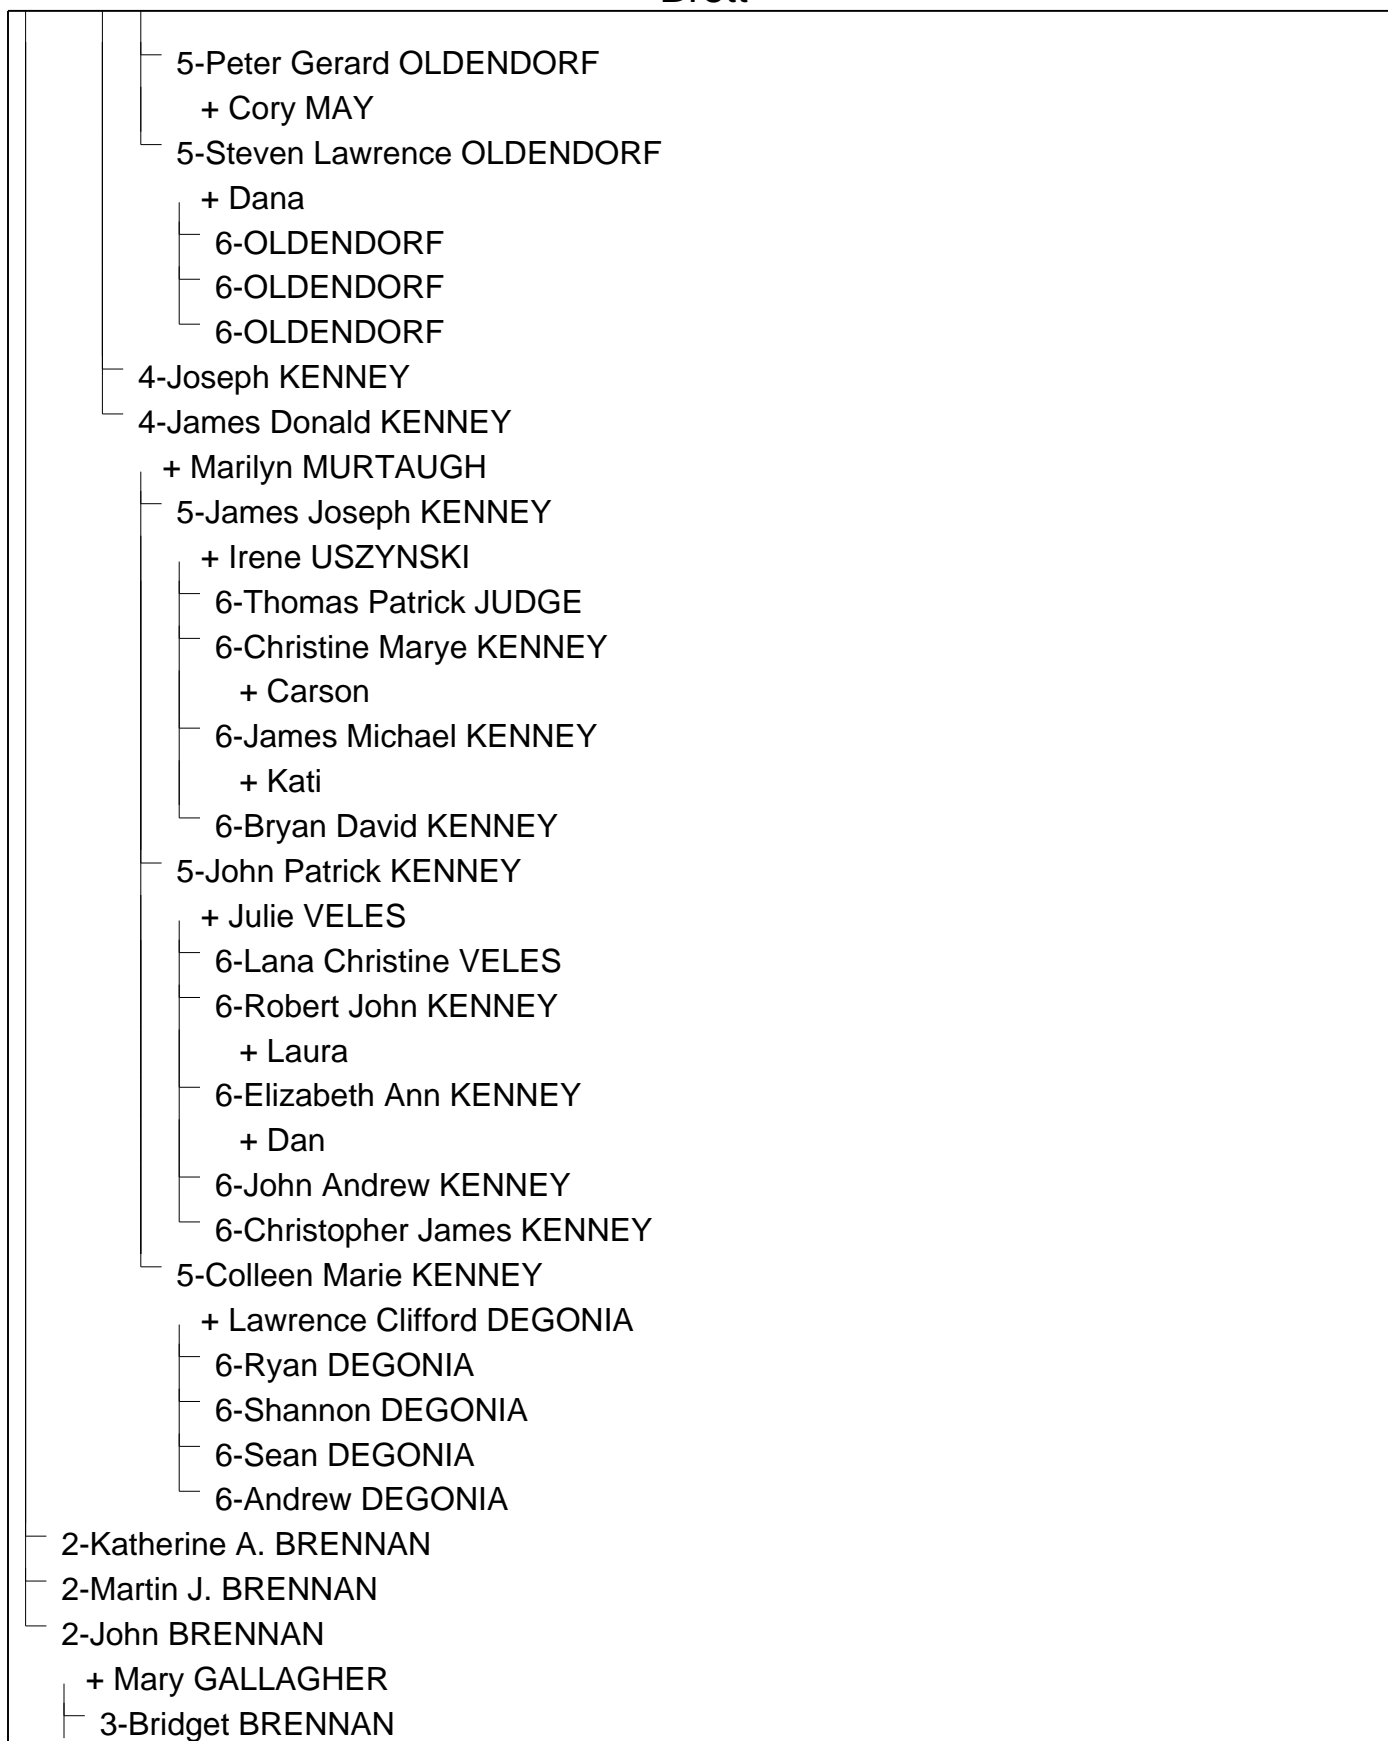 5-Peter Gerard OLDENDORF
+ Cory MAY
5-Steven Lawrence OLDENDORF
+ Dana
6-OLDENDORF
6-OLDENDORF
6-OLDENDORF
4-Joseph KENNEY
4-James Donald KENNEY
+ Marilyn MURTAUGH
5-James Joseph KENNEY
+ Irene USZYNSKI
6-Thomas Patrick JUDGE
6-Christine Marye KENNEY
+ Carson
6-James Michael KENNEY
+ Kati
6-Bryan David KENNEY
5-John Patrick KENNEY
+ Julie VELES
6-Lana Christine VELES
6-Robert John KENNEY
+ Laura
6-Elizabeth Ann KENNEY
+ Dan
6-John Andrew KENNEY
6-Christopher James KENNEY
5-Colleen Marie KENNEY
+ Lawrence Clifford DEGONIA
6-Ryan DEGONIA
6-Shannon DEGONIA
6-Sean DEGONIA
6-Andrew DEGONIA
2-Katherine A. BRENNAN
2-Martin J. BRENNAN
2-John BRENNAN
+ Mary GALLAGHER
3-Bridget BRENNAN